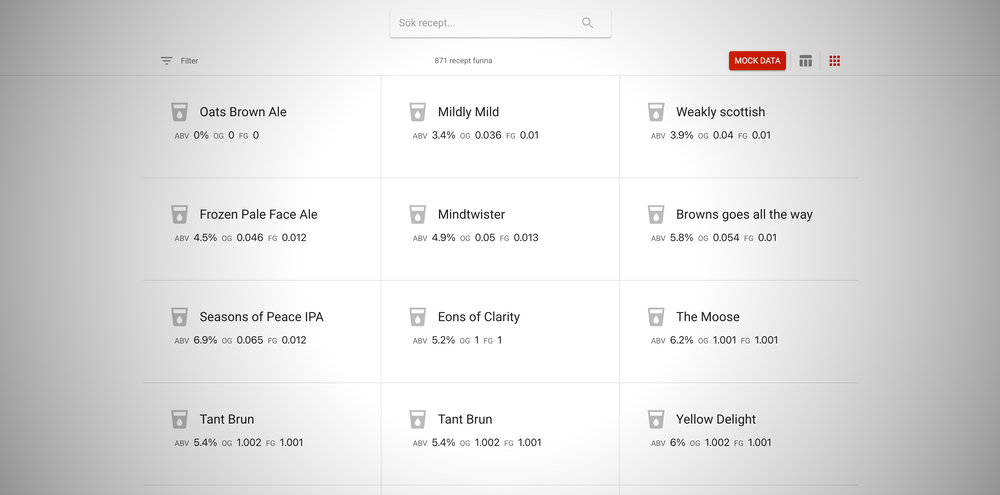 Sök recept...
Filter 871 recept funna MOCK DATA
Oats Brown Ale
ABV 0% OG 0 FG 0
Mildly Mild
ABV 3.4% OG 0.036 FG 0.01
Weakly scottish
ABV 3.9% OG 0.04 FG 0.01
Frozen Pale Face Ale
ABV 4.5% OG 0.046 FG 0.012
Mindtwister
ABV 4.9% OG 0.05 FG 0.013
Browns goes all the way
ABV 5.8% OG 0.054 FG 0.01
Seasons of Peace IPA
ABV 6.9% OG 0.065 FG 0.012
Eons of Clarity
ABV 5.2% OG 1 FG 1
The Moose
ABV 6.2% OG 1.001 FG 1.001
Tant Brun
ABV 5.4% OG 1.002 FG 1.001
Tant Brun
ABV 5.4% OG 1.002 FG 1.001
Yellow Delight
ABV 6% OG 1.002 FG 1.001